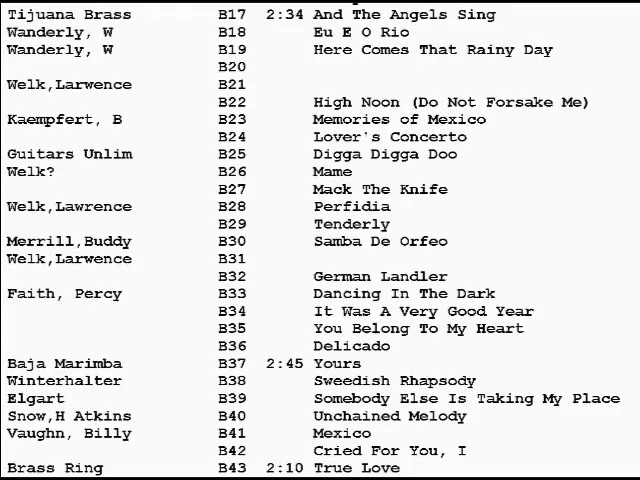 Tijuana Brass B17 2:34 And The Angels Sing
Wanderly, W B18 Eu E O Rio
Wanderly, W B19 Here Comes That Rainy Day
B20
Welk,Larwence B21
B22 High Noon (Do Not Forsake Me)
Kaempfert, B B23 Memories of Mexico
B24 Lover's Concerto
Guitars Unlim B25 Digga Digga Doo
Welk? B26 Mame
B27 Mack The Knife
Welk,Lawrence B28 Perfidia
B29 Tenderly
Merrill,Buddy B30 Samba De Orfeo
Welk,Larwence B31
B32 German Landler
Faith, Percy B33 Dancing In The Dark
B34 It Was A Very Good Year
B35 You Belong To My Heart
B36 Delicado
Baja Marimba B37 2:45 Yours
Winterhalter B38 Sweedish Rhapsody
Elgart B39 Somebody Else Is Taking My Place
Snow,H Atkins B40 Unchained Melody
Vaughn, Billy B41 Mexico
B42 Cried For You, I
Brass Ring B43 2:10 True Love